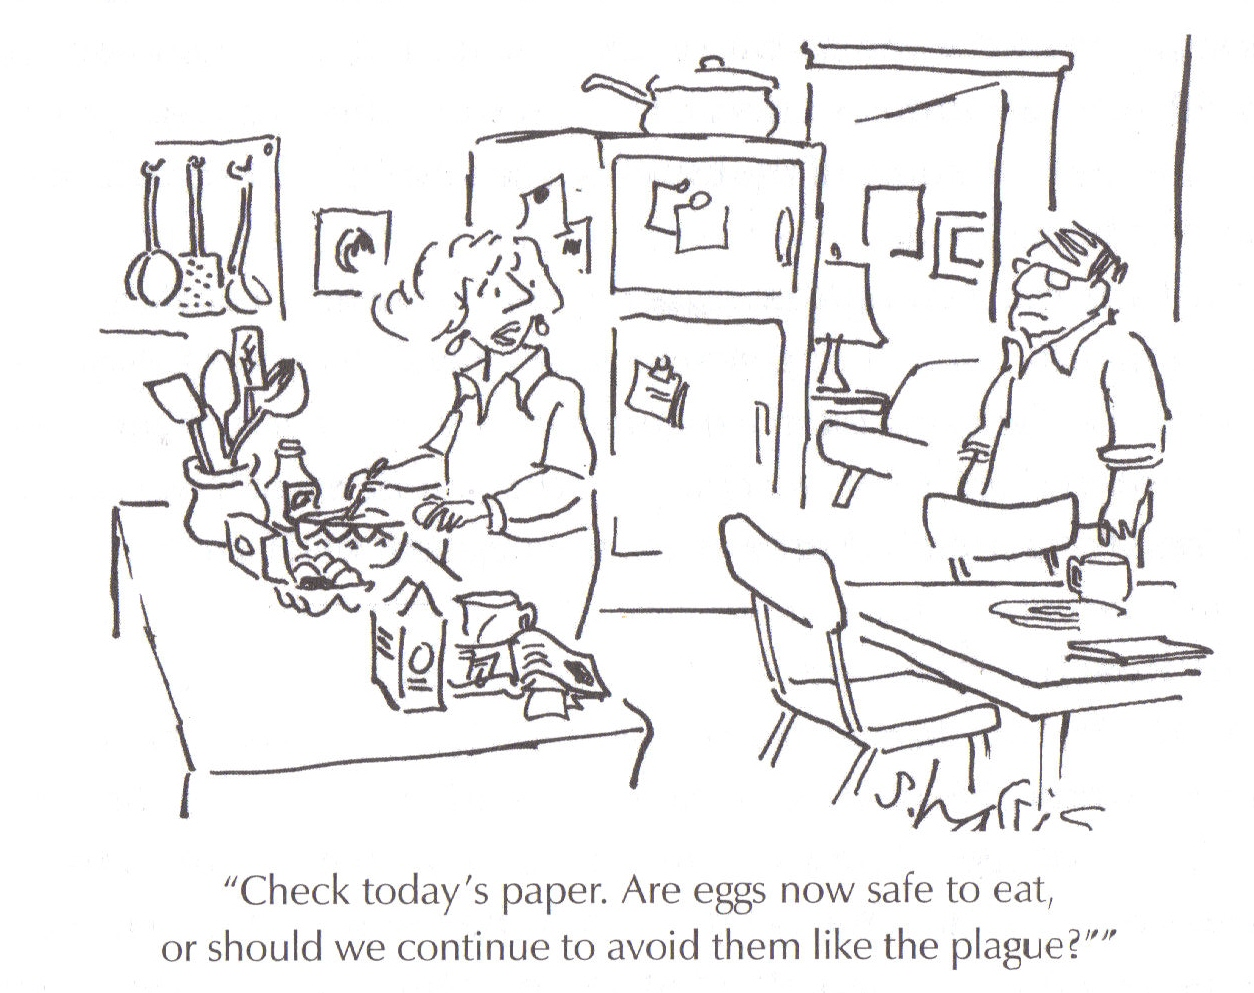 S. Harris
“Check today’s paper. Are eggs now safe to eat,
or should we continue to avoid them like the plague?””